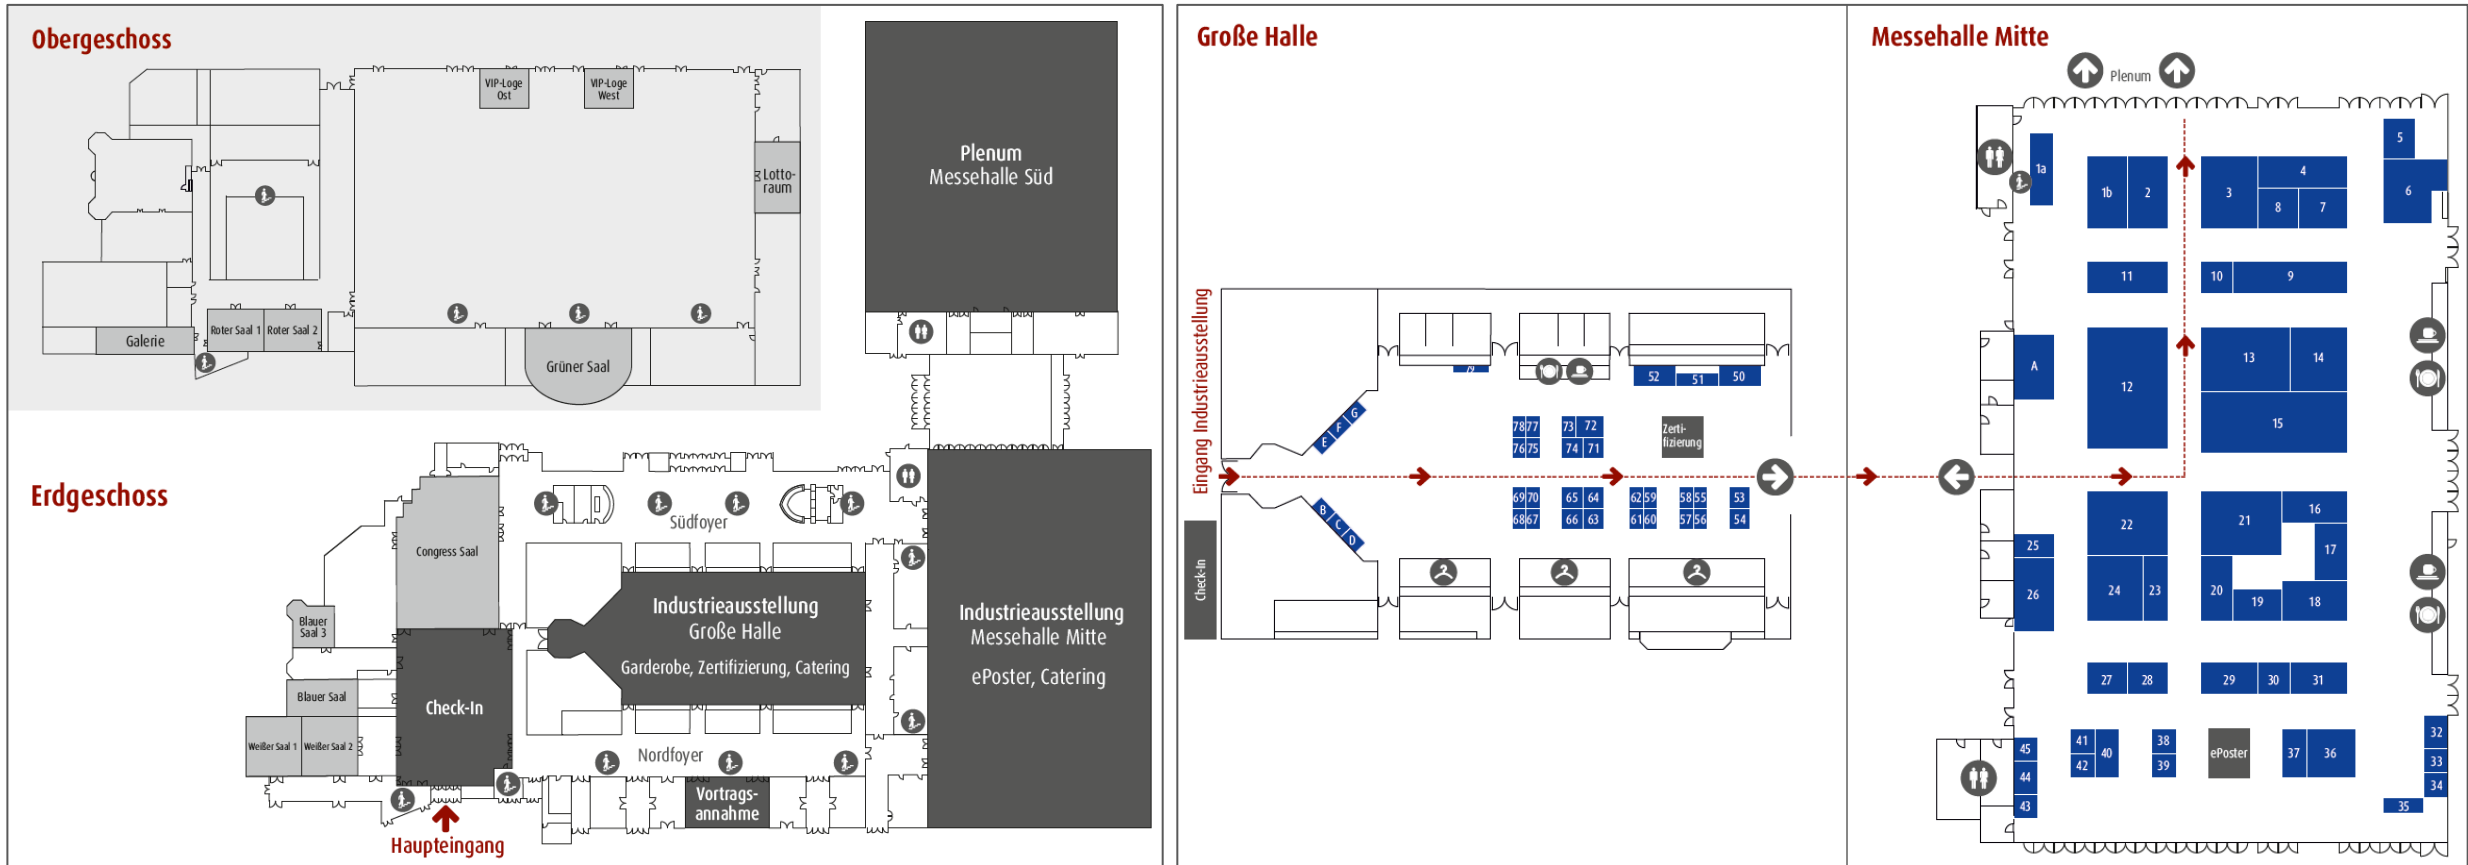 Obergeschoss
VIP-Loge
Ost
VIP-Loge
West
Lotto-
raum
Galerie
Roter Saal 1
Roter Saal 2
Grüner Saal
Plenum
Messehalle Süd
Erdgeschoss
Südfoyer
Congress Saal
Blauer
Saal 3
Blauer Saal
Weißer Saal 1
Weißer Saal 2
Check-In
Industrieausstellung
Große Halle
Garderobe, Zertifizierung, Catering
Industrieausstellung
Messehalle Mitte
ePoster, Catering
Nordfoyer
Vortrags-
annahme
Haupteingang
Große Halle
Eingang Industrieausstellung
Check-In
G
F
E
B
C
D
52
51
50
78 77
76 75
73 72
74 71
Zerti-
fizierung
69 70
68 67
65 64
66 63
62 59
61 60
58 55
57 56
53
54
Messehalle Mitte
Plenum
1a
1b
2
3
4
8
7
5
6
11
10
9
A
12
13
14
15
22
24
23
25
26
21
16
17
20
19
18
27
28
29
30
31
41
42
40
38
39
ePoster
37
36
32
33
34
35
45
44
43